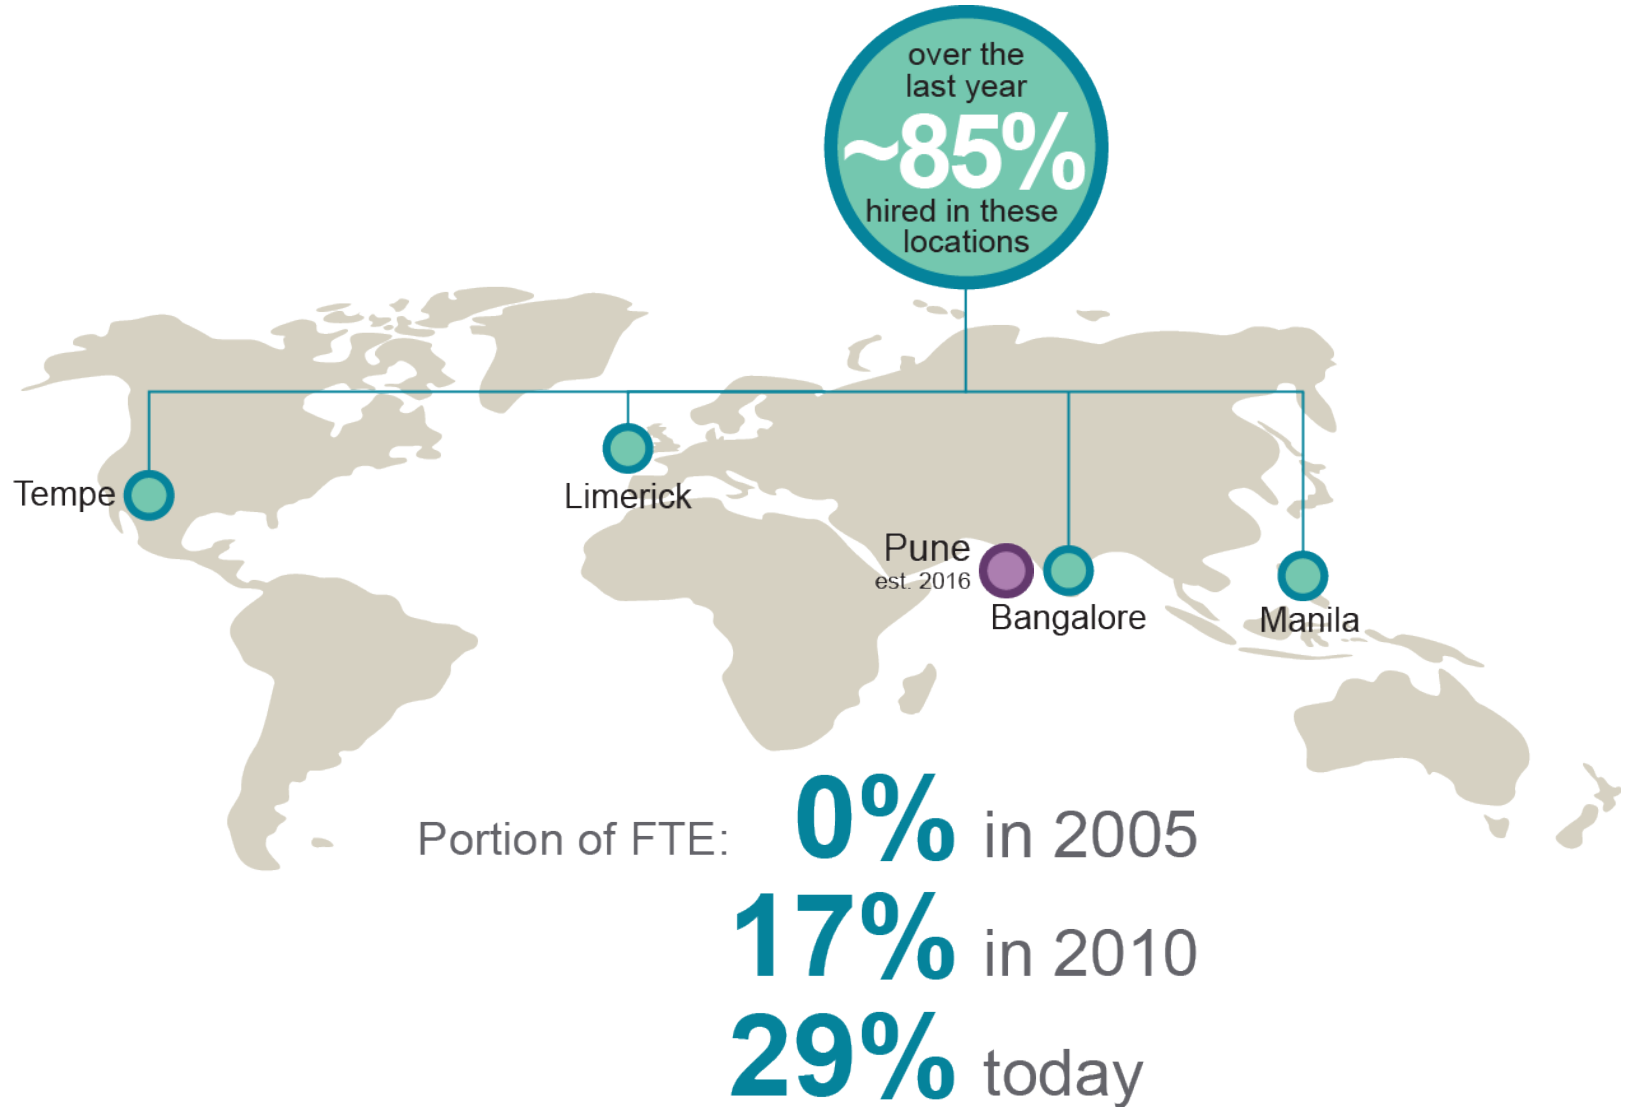 over the
last year
~85%
hired in these
locations
Tempe
Limerick
Pune
est. 2016
Bangalore
Manila
Portion of FTE: 0% in 2005
17% in 2010
29% today